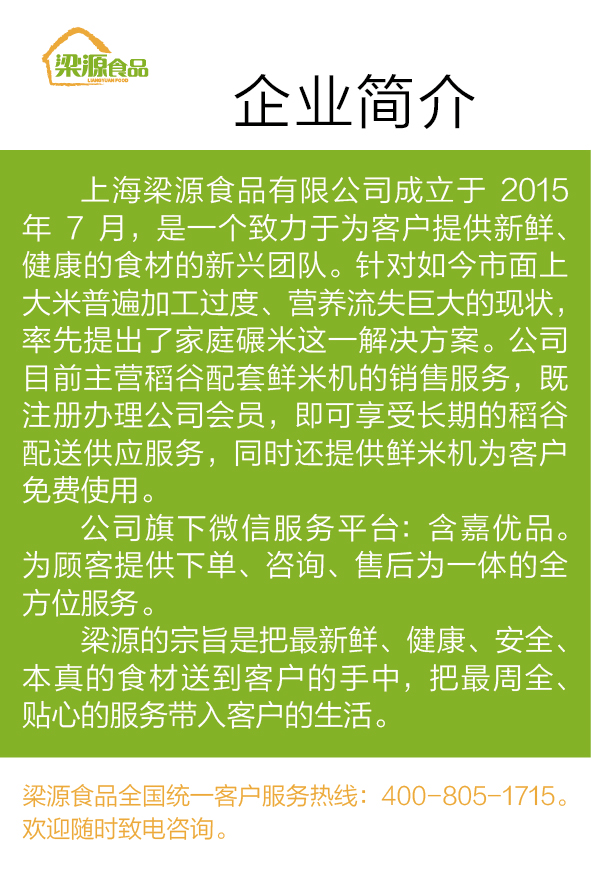 梁源食品
LIANGYUAN FOOD
企业简介
上海梁源食品有限公司成立于 2015
年 7 月，是一个致力于为客户提供新鲜、
健康的食材的新兴团队。针对如今市面上
大米普遍加工过度、营养流失巨大的现状，
率先提出了家庭碾米这一解决方案。公司
目前主营稻谷配套鲜米机的销售服务，既
注册办理公司会员，即可享受长期的稻谷
配送供应服务，同时还提供鲜米机为客户
免费使用。
公司旗下微信服务平台：含嘉优品。
为顾客提供下单、咨询、售后为一体的全
方位服务。
梁源的宗旨是把最新鲜、健康、安全、
本真的食材送到客户的手中，把最周全、
贴心的服务带入客户的生活。
梁源食品全国统一客户服务热线：400-805-1715。
欢迎随时致电咨询。